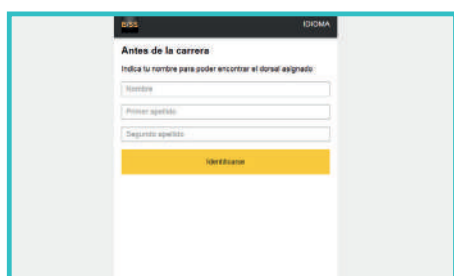 IDIOMA
Antes de la carrera
Indica tu nombre para poder encontrar el dorsal asignado
Nombre
Primer apellido
Segundo apellido
Identificarse